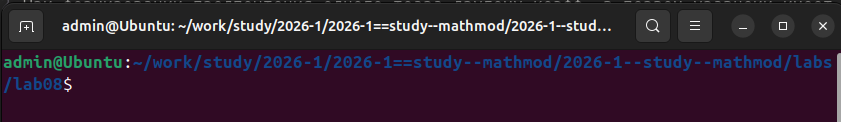 admin@Ubuntu: ~/work/study/2026-1/2026-1==study--mathmod/2026-1--stud…
admin@Ubuntu:~/work/study/2026-1/2026-1==study--mathmod/2026-1--study--mathmod/labs
/lab08$